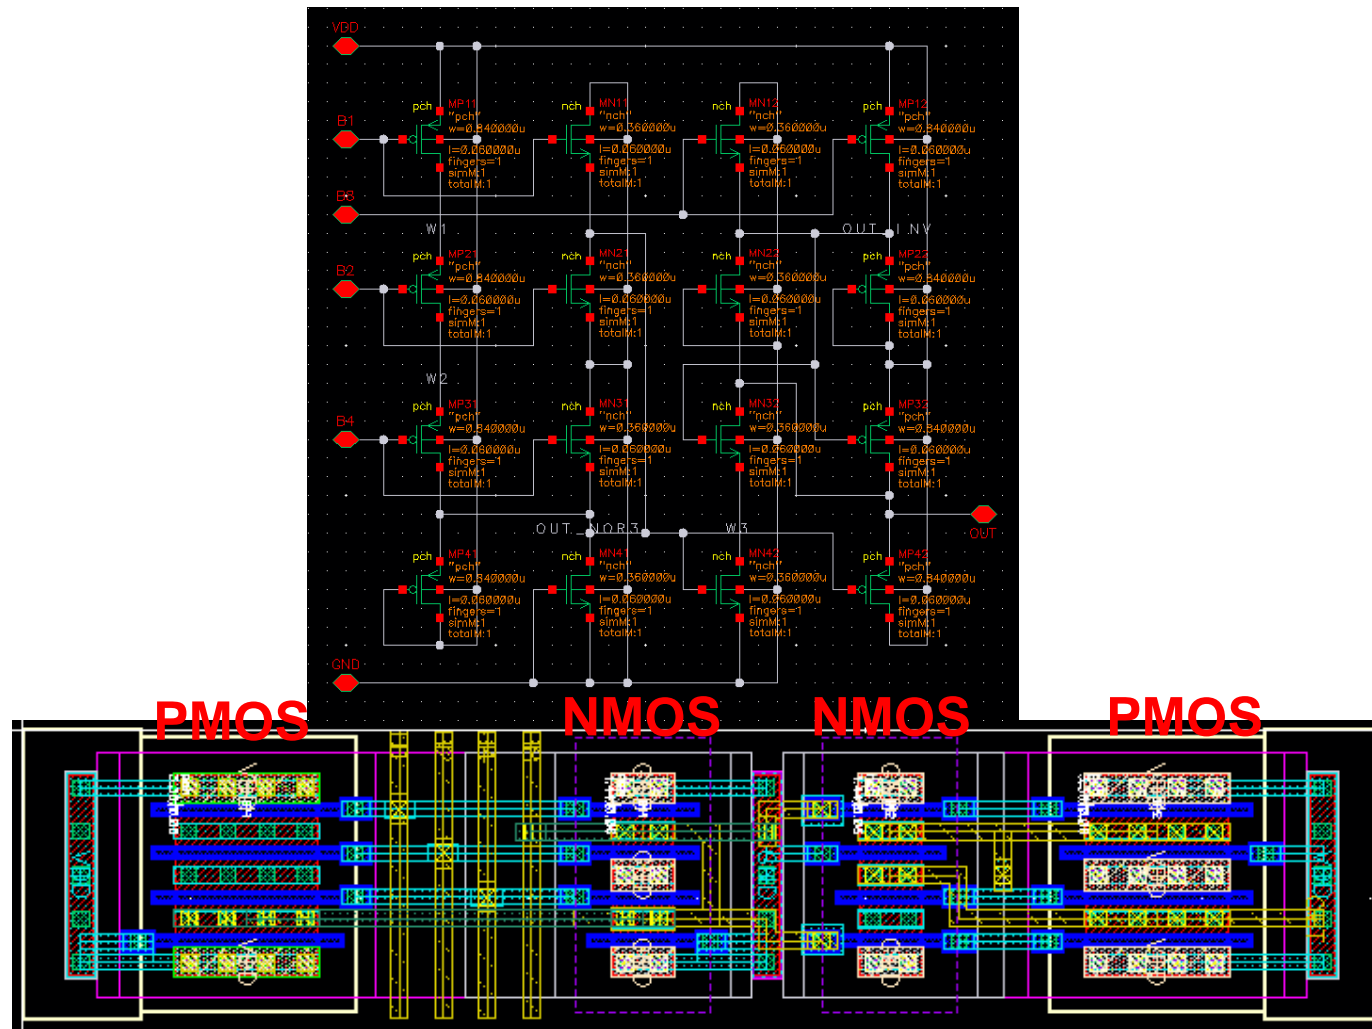 VDD
MP11
MN11
MN12
MP12
pch
nch
nch
pch
"pch"
"nch"
"nch"
"pch"
w=0.840000u
w=0.360000u
w=0.360000u
w=0.840000u
B1
l=0.060000u
l=0.060000u
l=0.060000u
l=0.060000u
fingers=1
fingers=1
fingers=1
fingers=1
simM:1
simM:1
simM:1
simM:1
totalM:1
totalM:1
totalM:1
totalM:1
B3
W1
OUT_INV
MP21
MN21
MN22
MP22
pch
nch
nch
pch
"pch"
"nch"
"nch"
"pch"
B2
w=0.840000u
w=0.360000u
w=0.360000u
w=0.840000u
l=0.060000u
l=0.060000u
l=0.060000u
l=0.060000u
fingers=1
fingers=1
fingers=1
fingers=1
simM:1
simM:1
simM:1
simM:1
totalM:1
totalM:1
totalM:1
totalM:1
W2
MP31
MN31
MN32
MP32
pch
nch
nch
pch
"pch"
"nch"
"nch"
"pch"
B4
w=0.840000u
w=0.360000u
w=0.360000u
w=0.840000u
l=0.060000u
l=0.060000u
l=0.060000u
l=0.060000u
fingers=1
fingers=1
fingers=1
fingers=1
simM:1
simM:1
simM:1
simM:1
totalM:1
totalM:1
totalM:1
totalM:1
OUT_NOR3
W3
OUT
MP41
MN41
MN42
MP42
pch
nch
nch
pch
"pch"
"nch"
"nch"
"pch"
w=0.840000u
w=0.360000u
w=0.360000u
w=0.840000u
l=0.060000u
l=0.060000u
l=0.060000u
l=0.060000u
fingers=1
fingers=1
fingers=1
fingers=1
simM:1
simM:1
simM:1
simM:1
totalM:1
totalM:1
totalM:1
totalM:1
GND
PMOS
NMOS
NMOS
PMOS